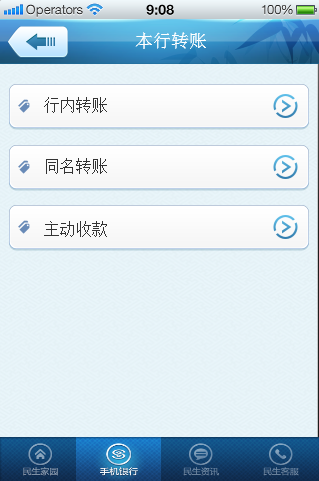 Operators 9:08 100%
本行转账
行内转账
同名转账
主动收款
民生家园 手机银行 民生资讯 民生客服